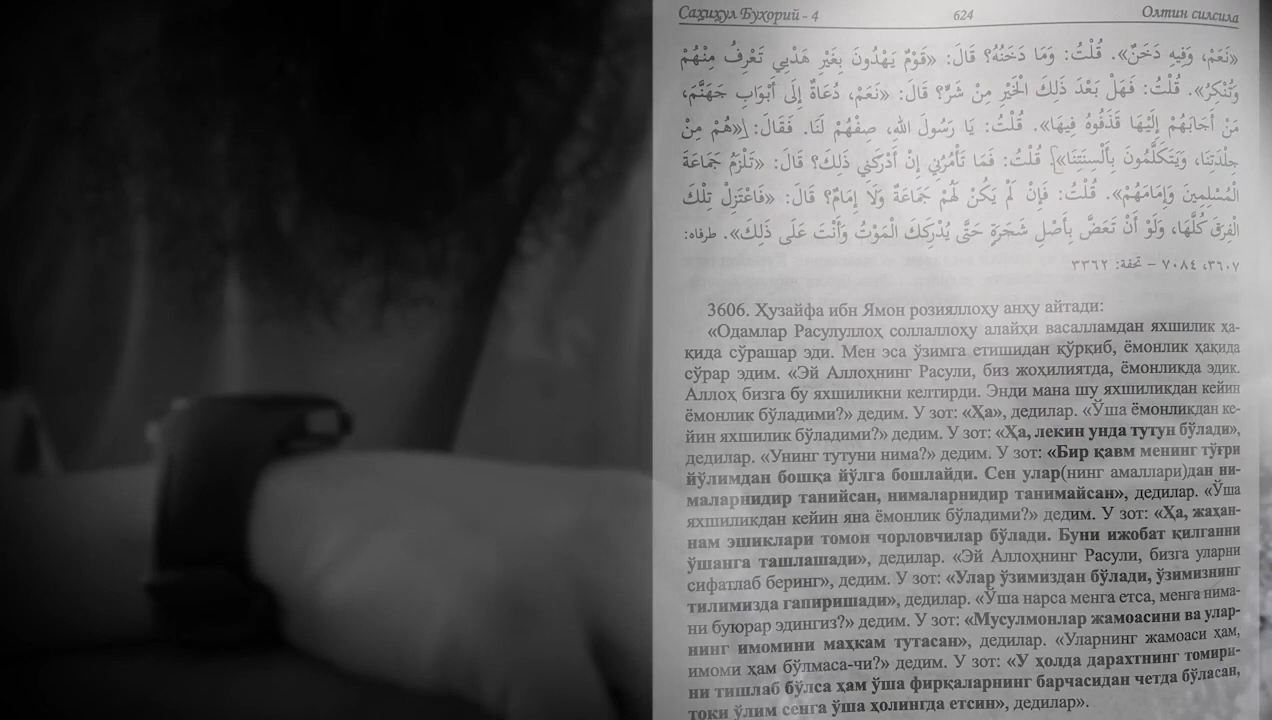 Саҳиҳул Бухорий - 4 624 Олтин силсила
«نَعَمْ، وَفِيهِ دَخَنٌ». قُلْتُ: وَمَا دَخَنُهُ؟ قَالَ: «قَوْمٌ يَهْدُونَ بِغَيْرِ هَدْيِي تَعْرِفُ مِنْهُمْ
وَتُنْكِرُ». قُلْتُ: فَهَلْ بَعْدَ ذَلِكَ الْخَيْرِ مِنْ شَرٍّ؟ قَالَ: «نَعَمْ، دُعَاةٌ إِلَى أَبْوَابِ جَهَنَّمَ،
مَنْ أَجَابَهُمْ إِلَيْهَا قَذَفُوهُ فِيهَا». قُلْتُ: يَا رَسُولَ اللهِ، صِفْهُمْ لَنَا. فَقَالَ: [«هُمْ مِنْ
جِلْدَتِنَا، وَيَتَكَلَّمُونَ بِأَلْسِنَتِنَا»]. قُلْتُ: فَمَا تَأْمُرُنِي إِنْ أَدْرَكَنِي ذَلِكَ؟ قَالَ: «تَلْزَمُ جَمَاعَةَ
الْمُسْلِمِينَ وَإِمَامَهُمْ». قُلْتُ: فَإِنْ لَمْ يَكُنْ لَهُمْ جَمَاعَةٌ وَلَا إِمَامٌ؟ قَالَ: «فَاعْتَزِلْ تِلْكَ
الْفِرَقَ كُلَّهَا، وَلَوْ أَنْ تَعَضَّ بِأَصْلِ شَجَرَةٍ حَتَّى يُدْرِكَكَ الْمَوْتُ وَأَنْتَ عَلَى ذَلِكَ». طرفاه:
٣٦٠٧، ٧٠٨٤ – تحفة: ٣٣٦٢
3606. Ҳузайфа ибн Ямон розияллоҳу анҳу айтади:
«Одамлар Расулуллоҳ соллаллоҳу алайҳи васалламдан яхшилик ҳа-
қида сўрашар эди. Мен эса ўзимга етишидан қўрқиб, ёмонлик ҳақида
сўрар эдим. «Эй Аллоҳнинг Расули, биз жоҳилиятда, ёмонликда эдик.
Аллоҳ бизга бу яхшиликни келтирди. Энди мана шу яхшиликдан кейин
ёмонлик бўладими?» дедим. У зот: «Ҳа», дедилар. «Ўша ёмонликдан ке-
йин яхшилик бўладими?» дедим. У зот: «Ҳа, лекин унда тутун бўлади»,
дедилар. «Унинг тутуни нима?» дедим. У зот: «Бир қавм менинг тўғри
йўлимдан бошқа йўлга бошлайди. Сен улар(нинг амаллари)дан ни-
маларнидир танийсан, нималарнидир танимайсан», дедилар. «Ўша
яхшиликдан кейин яна ёмонлик бўладими?» дедим. У зот: «Ҳа, жаҳан-
нам эшиклари томон чорловчилар бўлади. Буни ижобат қилганни
ўшанга ташлашади», дедилар. «Эй Аллоҳнинг Расули, бизга уларни
сифатлаб беринг», дедим. У зот: «Улар ўзимиздан бўлади, ўзимизнинг
тилимизда гапиришади», дедилар. «Ўша нарса менга етса, менга нима-
ни буюрар эдингиз?» дедим. У зот: «Мусулмонлар жамоасини ва улар-
нинг имомини маҳкам тутасан», дедилар. «Уларнинг жамоаси ҳам,
имоми ҳам бўлмаса-чи?» дедим. У зот: «У ҳолда дарахтнинг томири-
ни тишлаб бўлса ҳам ўша фирқаларнинг барчасидан четда бўласан,
токи ўлим сенга ўша ҳолингда етсин», дедилар».